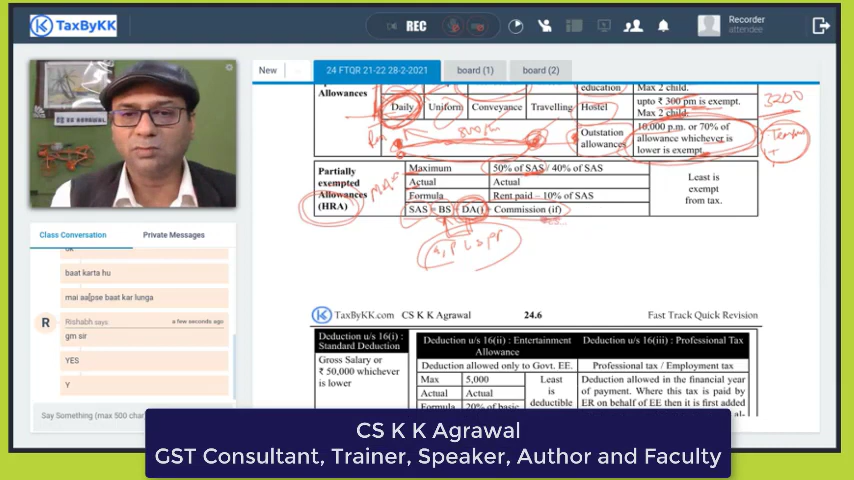 TaxByKK
REC
Recorder
attendee
New
24 FTQR 21-22 28-2-2021
board (1)
board (2)
Allowances
education
Max 2 child.
Daily
Uniform
Conveyance
Travelling
Hostel
upto ₹ 300 pm is exempt.
Max 2 child.
3200
Outstation
allowances
10,000 p.m. or 70% of
allowance whichever is
lower is exempt.
Partially
exempted
Allowances
(HRA)
Maximum
50% of SAS / 40% of SAS
Actual
Actual
Formula
Rent paid – 10% of SAS
SAS = BS + DA(i) + Commission (if)
Least is
exempt
from tax.
TaxByKK.com
CS K K Agrawal
24.6
Fast Track Quick Revision
Deduction u/s 16(i) :
Standard Deduction
Gross Salary or
₹ 50,000 whichever
is lower
Deduction u/s 16(ii) : Entertainment
Allowance
Deduction u/s 16(iii) : Professional Tax
Deduction allowed only to Govt. EE.
Professional tax / Employment tax
Max
5,000
Actual
Actual
Formula
20% of basic
Least
is
deductible
Deduction allowed in the financial year
of payment. Where this tax is paid by
ER on behalf of EE then it is first added
Class Conversation
Private Messages
baat karta hu
mai aa[pse baat kar lunga
R
Rishabh says
a few seconds ago
gm sir
YES
Y
Say Something (max 500 char
CS K K Agrawal
GST Consultant, Trainer, Speaker, Author and Faculty